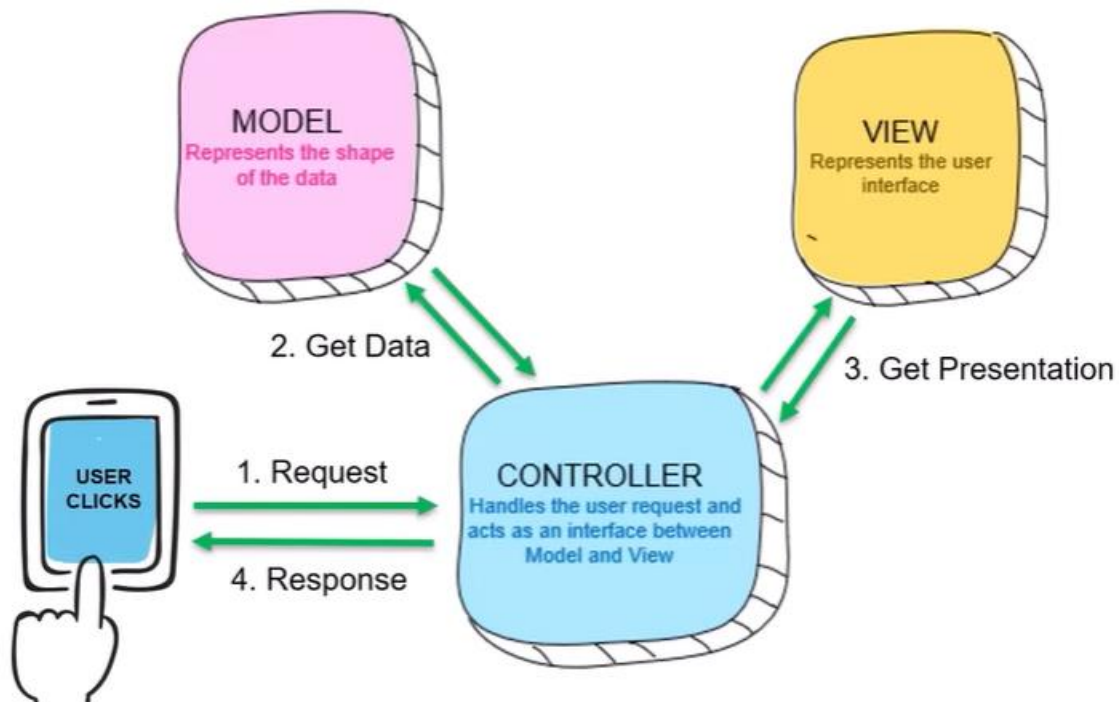 MODEL
Represents the shape
of the data
VIEW
Represents the user
interface
2. Get Data
3. Get Presentation
USER
CLICKS
1. Request
4. Response
CONTROLLER
Handles the user request and
acts as an interface between
Model and View